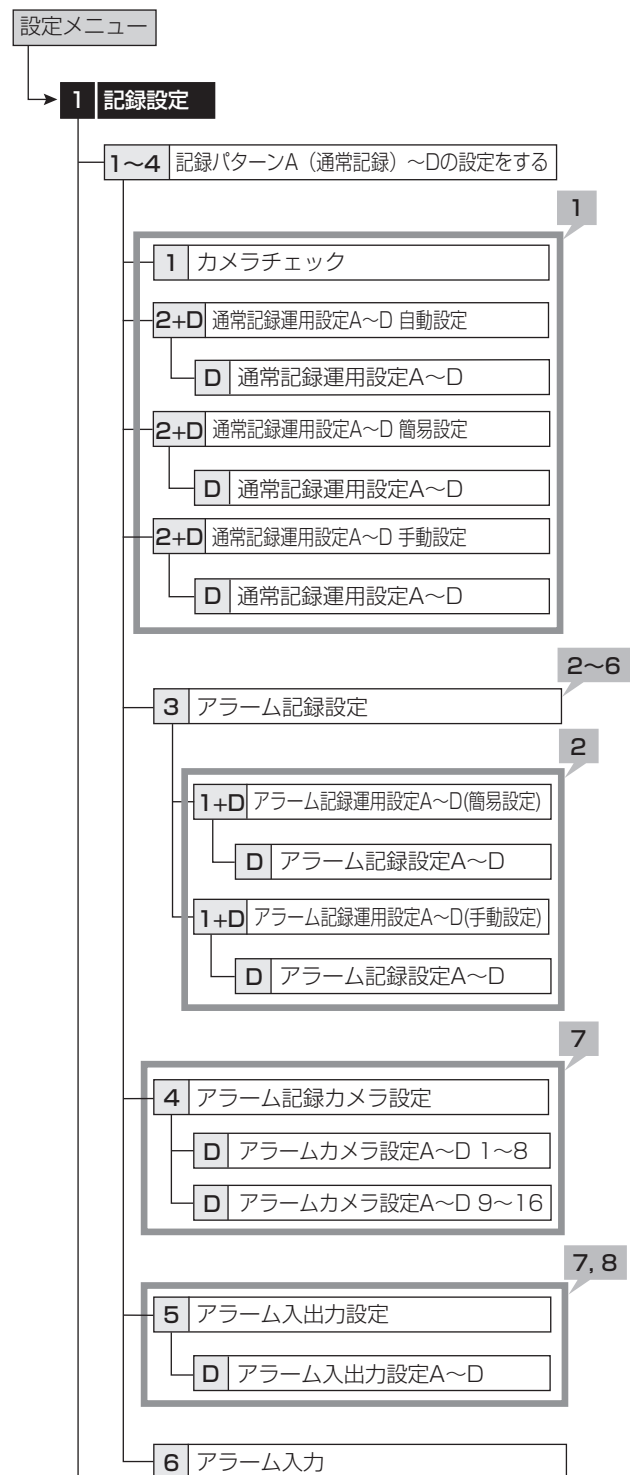 設定メニュー
1 記録設定
1〜4 記録パターンA（通常記録）〜Dの設定をする
1
1 カメラチェック
2+D 通常記録運用設定A〜D 自動設定
D 通常記録運用設定A〜D
2+D 通常記録運用設定A〜D 簡易設定
D 通常記録運用設定A〜D
2+D 通常記録運用設定A〜D 手動設定
D 通常記録運用設定A〜D
2〜6
3 アラーム記録設定
2
1+D アラーム記録運用設定A〜D(簡易設定)
D アラーム記録設定A〜D
1+D アラーム記録運用設定A〜D(手動設定)
D アラーム記録設定A〜D
7
4 アラーム記録カメラ設定
D アラームカメラ設定A〜D 1〜8
D アラームカメラ設定A〜D 9〜16
7, 8
5 アラーム入出力設定
D アラーム入出力設定A〜D
6 アラーム入力